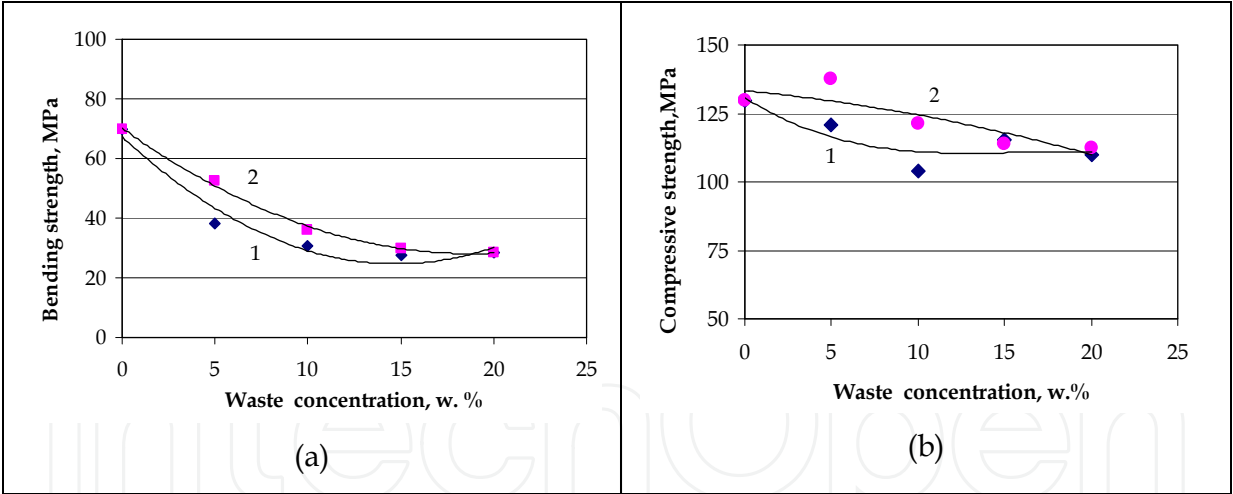 Bending strength, MPa
100
80
60
40
20
0
2
1
0 5 10 15 20 25
Waste concentration, w. %
(a)
Compressive strength,MPa
150
125
100
75
50
2
1
0 5 10 15 20 25
Waste concentration, w.%
(b)
intechopen